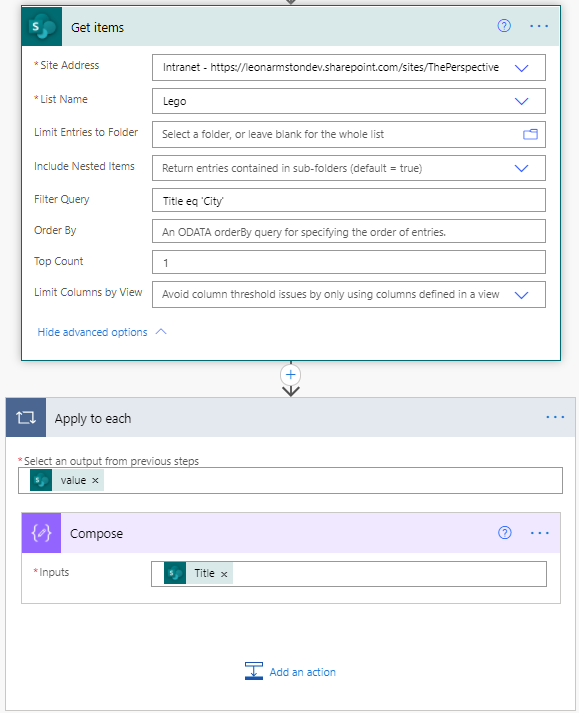 Get items
* Site Address
Intranet - https://leonarmstondev.sharepoint.com/sites/ThePerspective
* List Name
Lego
Limit Entries to Folder
Select a folder, or leave blank for the whole list
Include Nested Items
Return entries contained in sub-folders (default = true)
Filter Query
Title eq 'City'
Order By
An ODATA orderBy query for specifying the order of entries.
Top Count
1
Limit Columns by View
Avoid column threshold issues by only using columns defined in a view
Hide advanced options
Apply to each
* Select an output from previous steps
value ×
Compose
* Inputs
Title ×
Add an action